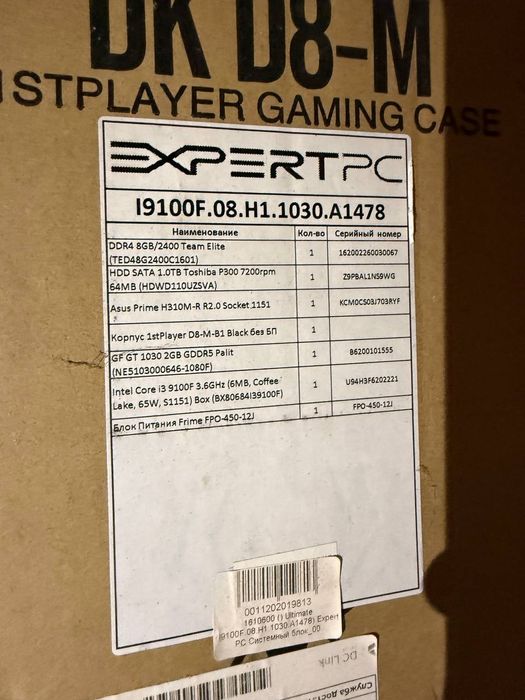 DK D8-M
1STPLAYER GAMING CASE
EXPERTPC
I9100F.08.H1.1030.A1478
Наименование Кол-во Серийный номер
DDR4 8GB/2400 Team Elite
(TED48G2400C1601) 1 162002260030067
HDD SATA 1.0TB Toshiba P300 7200rpm
64MB (HDWD110UZSVA) 1 Z9PBAL1NS9WG
Asus Prime H310M-R R2.0 Socket 1151 1 KCM0CS03J703RYF
Корпус 1stPlayer D8-M-B1 Black без БП 1
GF GT 1030 2GB GDDR5 Palit
(NE5103000646-1080F) 1 B6200101555
Intel Core i3 9100F 3.6GHz (6MB, Coffee
Lake, 65W, S1151) Box (BX80684I39100F) 1 U94H3F6202221
Блок Питания Frime FPO-450-12J 1 FPO-450-12J
0011202019813
1610600 () Ultimate
I9100F.08.H1.1030.A1478) Expert
PC Системный блок_00
DC Link
Служба